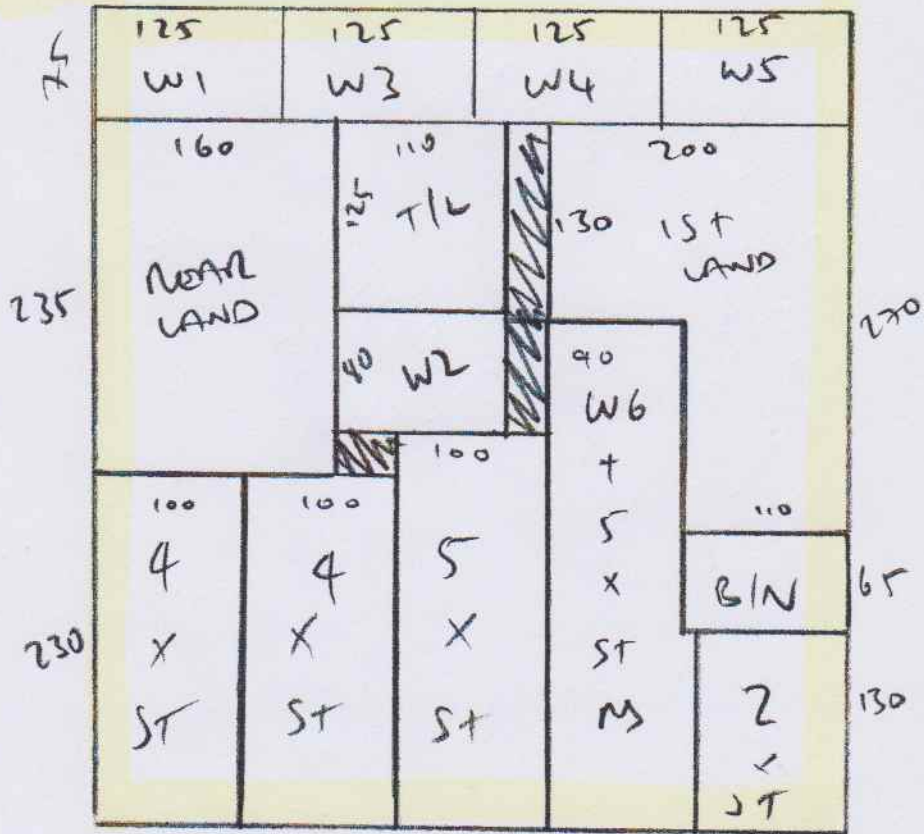 125 125 125 125
75
W1 W3 W4 W5
160 110 200
125 T/L 130 1ST
LAND
REAR
LAND
235
270
40 W2 90
W6
+
5
x
ST
M
100 100 100 110
4
x
ST
4
x
ST
5
x
ST
BIN 65
230
2
x
ST
130